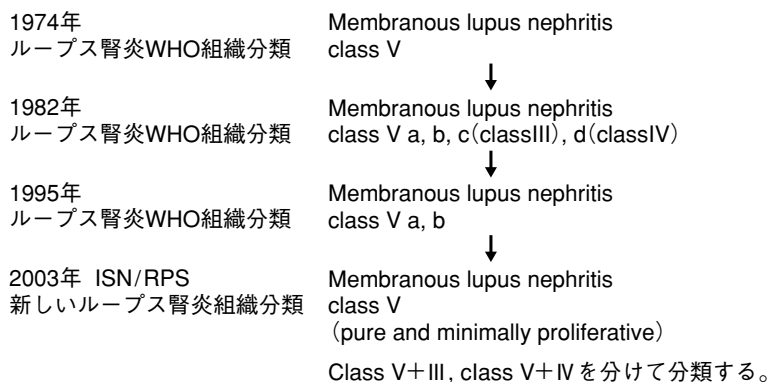 1974年 Membranous lupus nephritis
ループス腎炎WHO組織分類 class V
↓
1982年 Membranous lupus nephritis
ループス腎炎WHO組織分類 class V a, b, c(classIII), d(classIV)
↓
1995年 Membranous lupus nephritis
ループス腎炎WHO組織分類 class V a, b
↓
2003年 ISN/RPS Membranous lupus nephritis
新しいループス腎炎組織分類 class V
(pure and minimally proliferative)
Class V+Ⅲ, class V+Ⅳを分けて分類する。